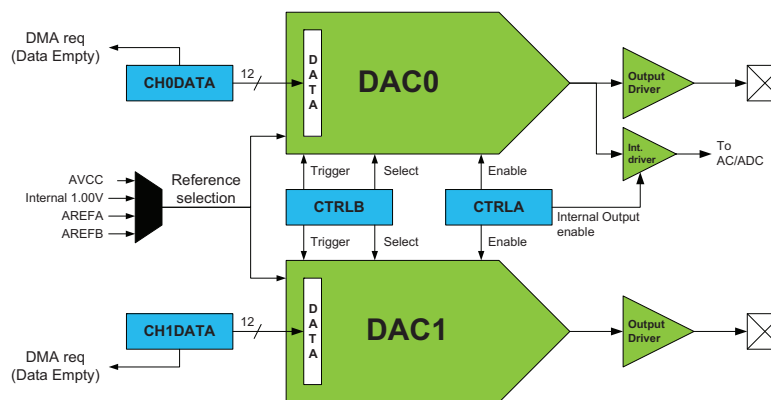 DMA req
(Data Empty)
CH0DATA
12
D
A
T
A
DAC0
Output
Driver
Int.
driver
To
AC/ADC
Trigger
Select
Enable
AVCC
Internal 1.00V
AREFA
AREFB
Reference
selection
CTRLB
CTRLA
Internal Output
enable
Trigger
Select
Enable
CH1DATA
12
D
A
T
A
DAC1
Output
Driver
DMA req
(Data Empty)